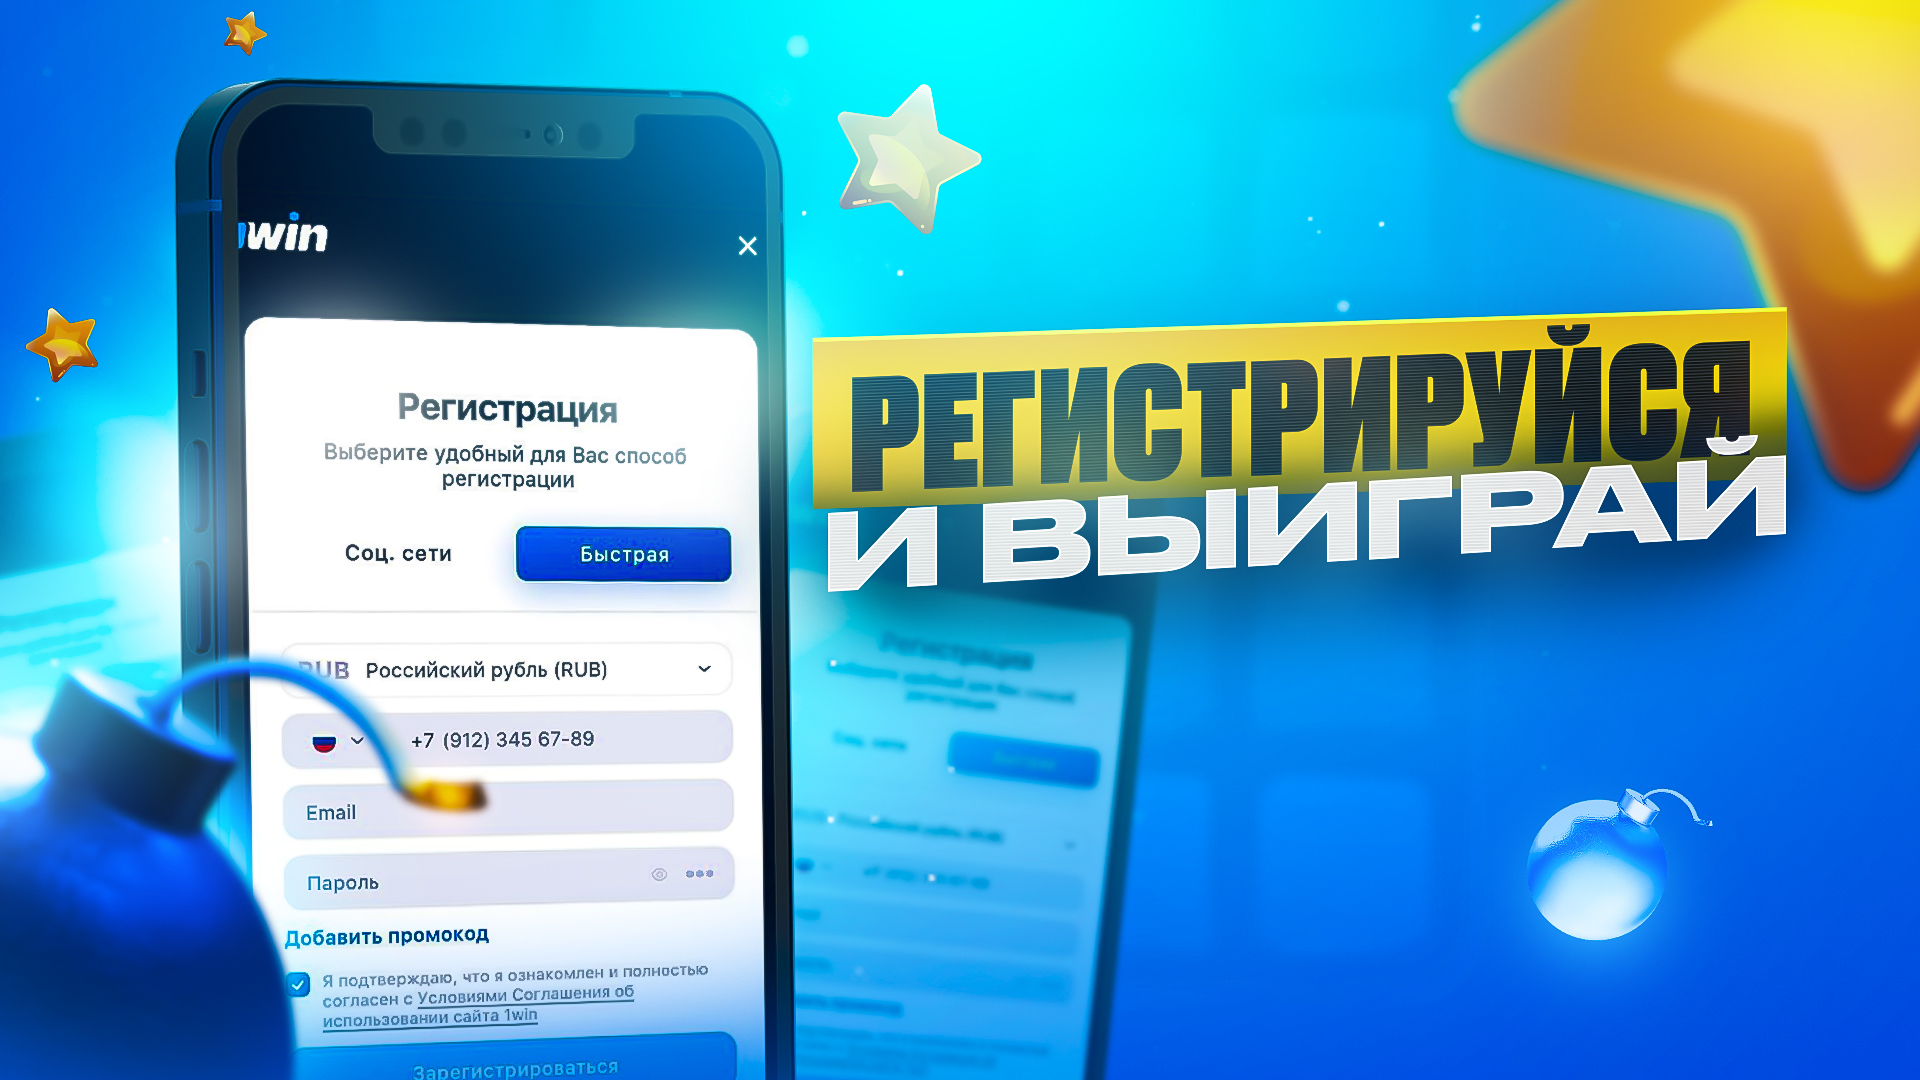 1win
Регистрация
Выберите удобный для Вас способ
регистрации
Соц. сети
Быстрая
RUB Российский рубль (RUB)
+7 (912) 345 67-89
Email
Пароль
Добавить промокод
Я подтверждаю, что я ознакомлен и полностью
согласен с Условиями Соглашения об
использовании сайта 1win
Зарегистрироваться
РЕГИСТРИРУЙСЯ
И ВЫИГРАЙ
Регистрация